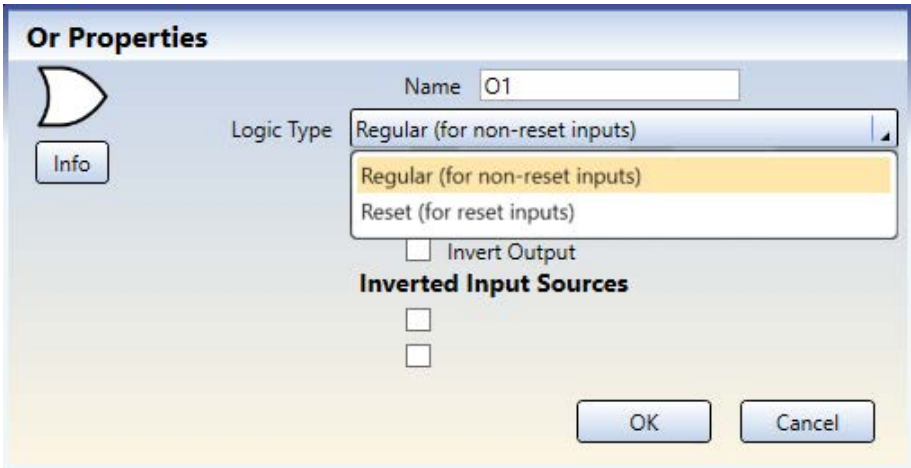 Or Properties
Name O1
Logic Type Regular (for non-reset inputs)
Info
Regular (for non-reset inputs)
Reset (for reset inputs)
Invert Output
Inverted Input Sources
OK Cancel